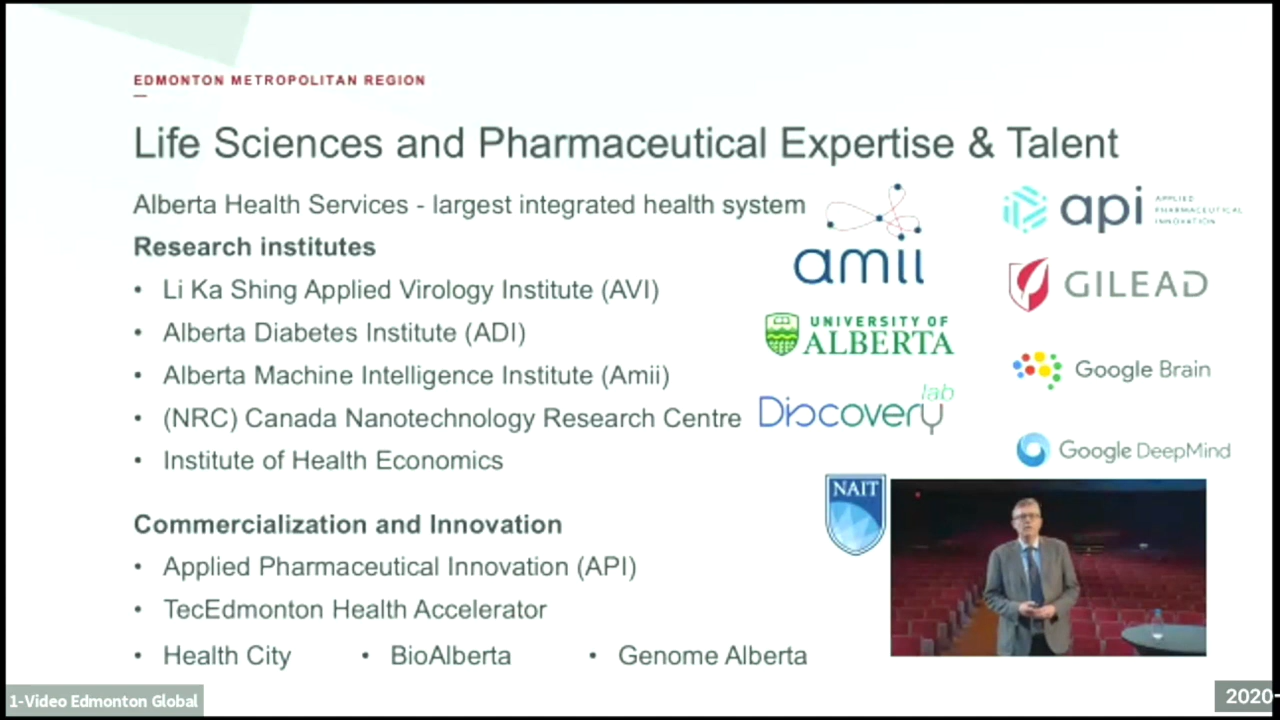 EDMONTON METROPOLITAN REGION
Life Sciences and Pharmaceutical Expertise & Talent
Alberta Health Services - largest integrated health system
Research institutes
• Li Ka Shing Applied Virology Institute (AVI)
• Alberta Diabetes Institute (ADI)
• Alberta Machine Intelligence Institute (Amii)
• (NRC) Canada Nanotechnology Research Centre
• Institute of Health Economics
Commercialization and Innovation
• Applied Pharmaceutical Innovation (API)
• TecEdmonton Health Accelerator
• Health City • BioAlberta • Genome Alberta
amii
UNIVERSITY OF
ALBERTA
Discovery lab
NAIT
api
APPLIED
PHARMACEUTICAL
INNOVATION
GILEAD
Google Brain
Google DeepMind
1-Video Edmonton Global
2020-